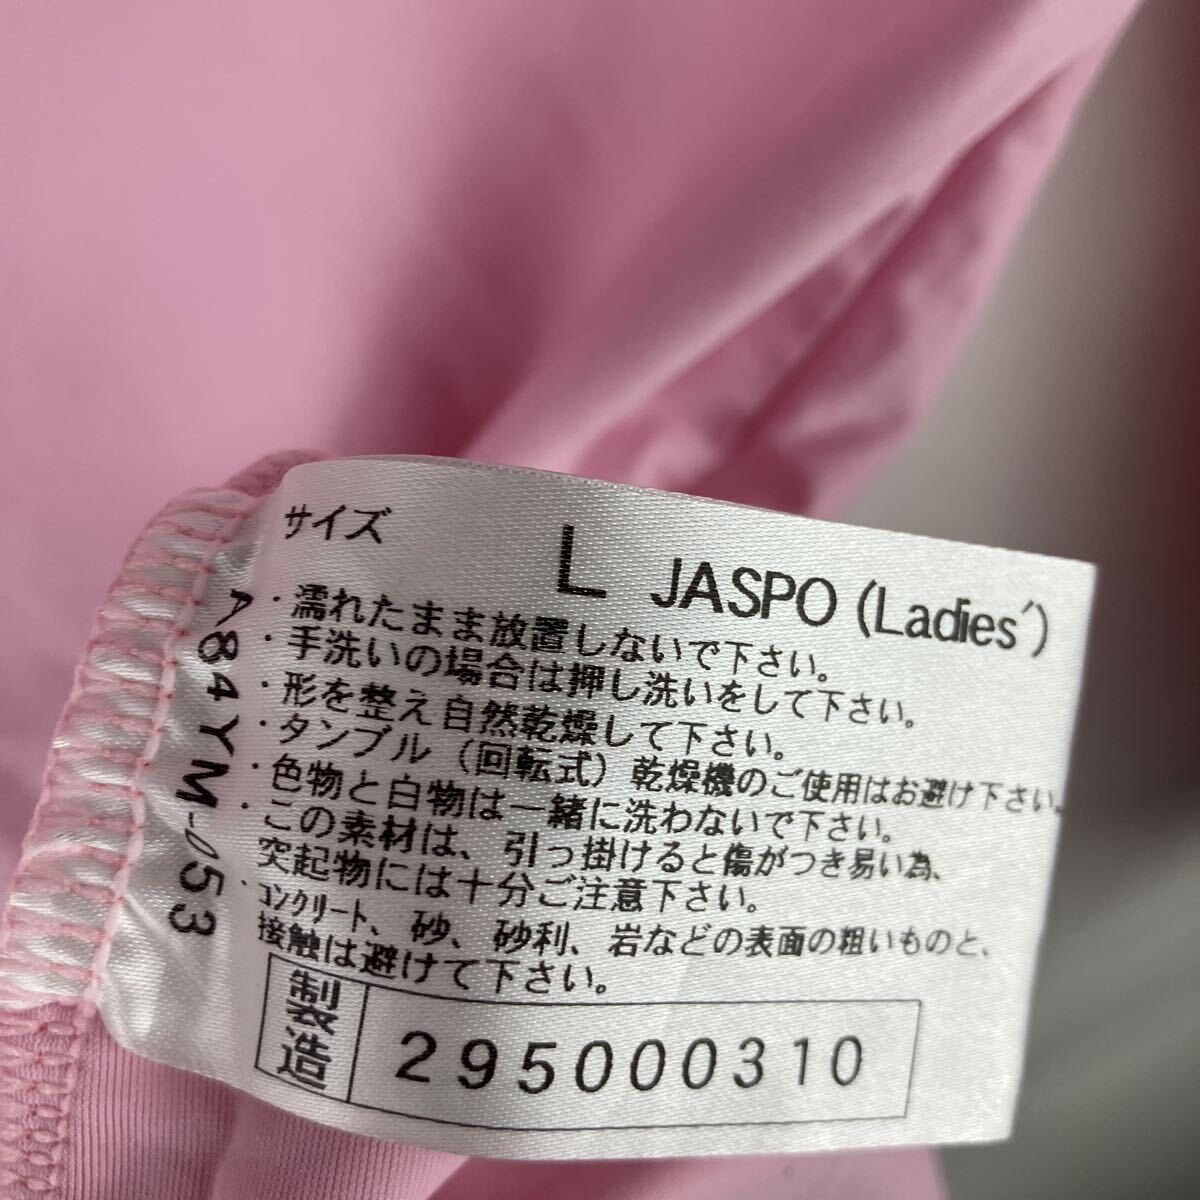 サイズ L JASPO (Ladies')
・濡れたまま放置しないで下さい。
・手洗いの場合は押し洗いをして下さい。
・形を整え自然乾燥して下さい。
・タンブル（回転式）乾燥機のご使用はお避け下さい。
・色物と白物は一緒に洗わないで下さい。
・この素材は、引っ掛けると傷がつき易い為、
突起物には十分ご注意下さい。
・コンクリート、砂、砂利、岩などの表面の粗いものと、
接触は避けて下さい。
製造 295000310
A84YM-053